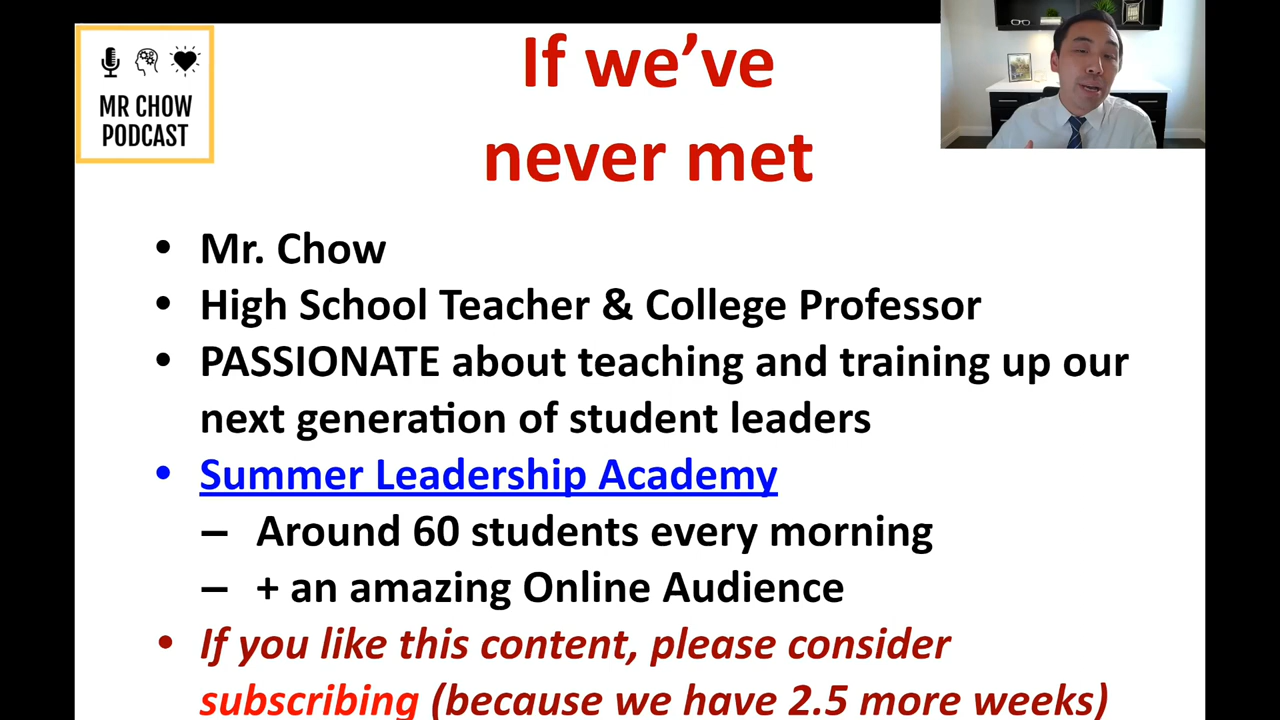 MR CHOW
PODCAST
If we've
never met
• Mr. Chow
• High School Teacher & College Professor
• PASSIONATE about teaching and training up our
next generation of student leaders
• Summer Leadership Academy
– Around 60 students every morning
– + an amazing Online Audience
• If you like this content, please consider
subscribing (because we have 2.5 more weeks)